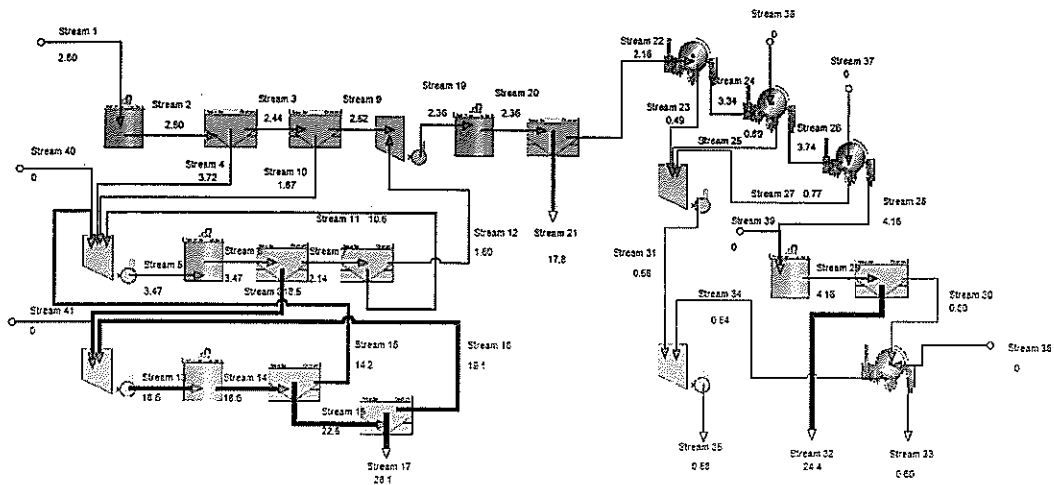 Stream 1
2.60
Stream 2
2.60
Stream 3
2.44
Stream 9
2.52
Stream 19
2.36
Stream 20
2.36
Stream 22
2.16
Stream 36
0
Stream 37
0
Stream 24
3.34
Stream 23
0.49
Stream 25
Stream 26
3.74
Stream 27
0.77
Stream 28
4.16
Stream 40
0
Stream 4
3.72
Stream 10
1.67
Stream 11
10.6
Stream 12
1.60
Stream 21
17.8
Stream 39
0
Stream 5
3.47
3.47
2.14
Stream 31
0.58
Stream 29
4.16
Stream 30
Stream 34
0.64
Stream 41
0
Stream 16
14.2
19.1
Stream 38
0
Stream 13
Stream 14
22.5
Stream 17
28.1
Stream 35
Stream 32
24.4
Stream 33